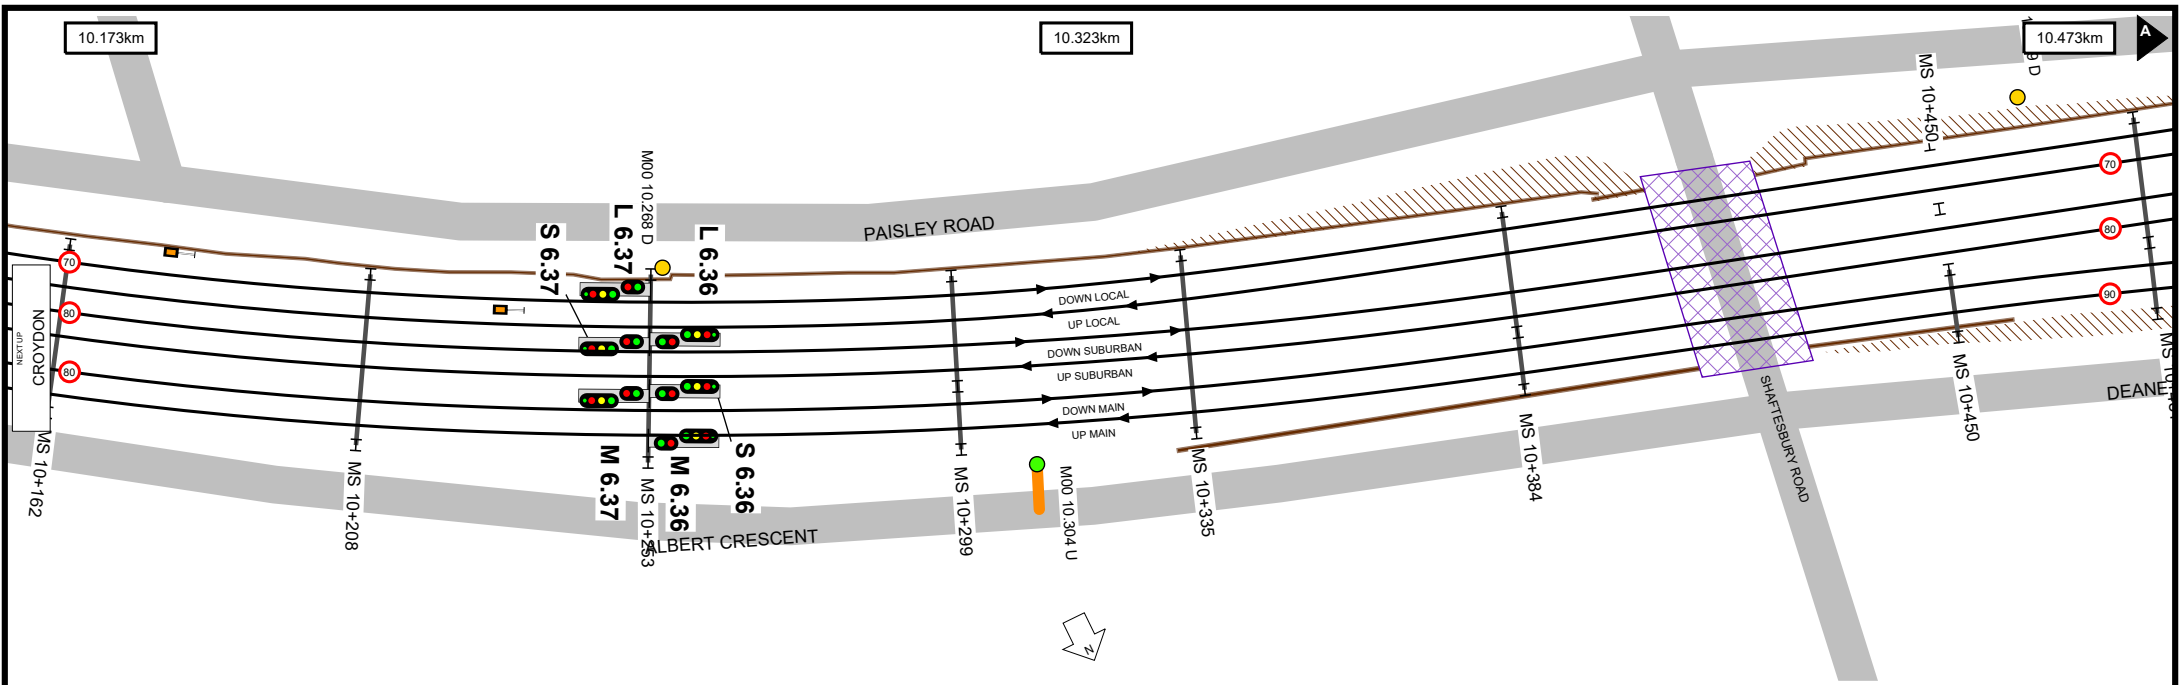 10.173km
10.323km
10.473km
A
MS 10+450
M00 10.268 D
L 6.37
S 6.37
L 6.36
PAISLEY ROAD
70
80
80
NEXT UP
CROYDON
DOWN LOCAL
UP LOCAL
DOWN SUBURBAN
UP SUBURBAN
DOWN MAIN
UP MAIN
70
80
90
SHAFTESBURY ROAD
DEANE
MS 10+162
MS 10+208
M 6.37
MS 10+253
M 6.36
S 6.36
ALBERT CRESCENT
MS 10+299
M00 10.304 U
MS 10+335
MS 10+384
MS 10+450
N